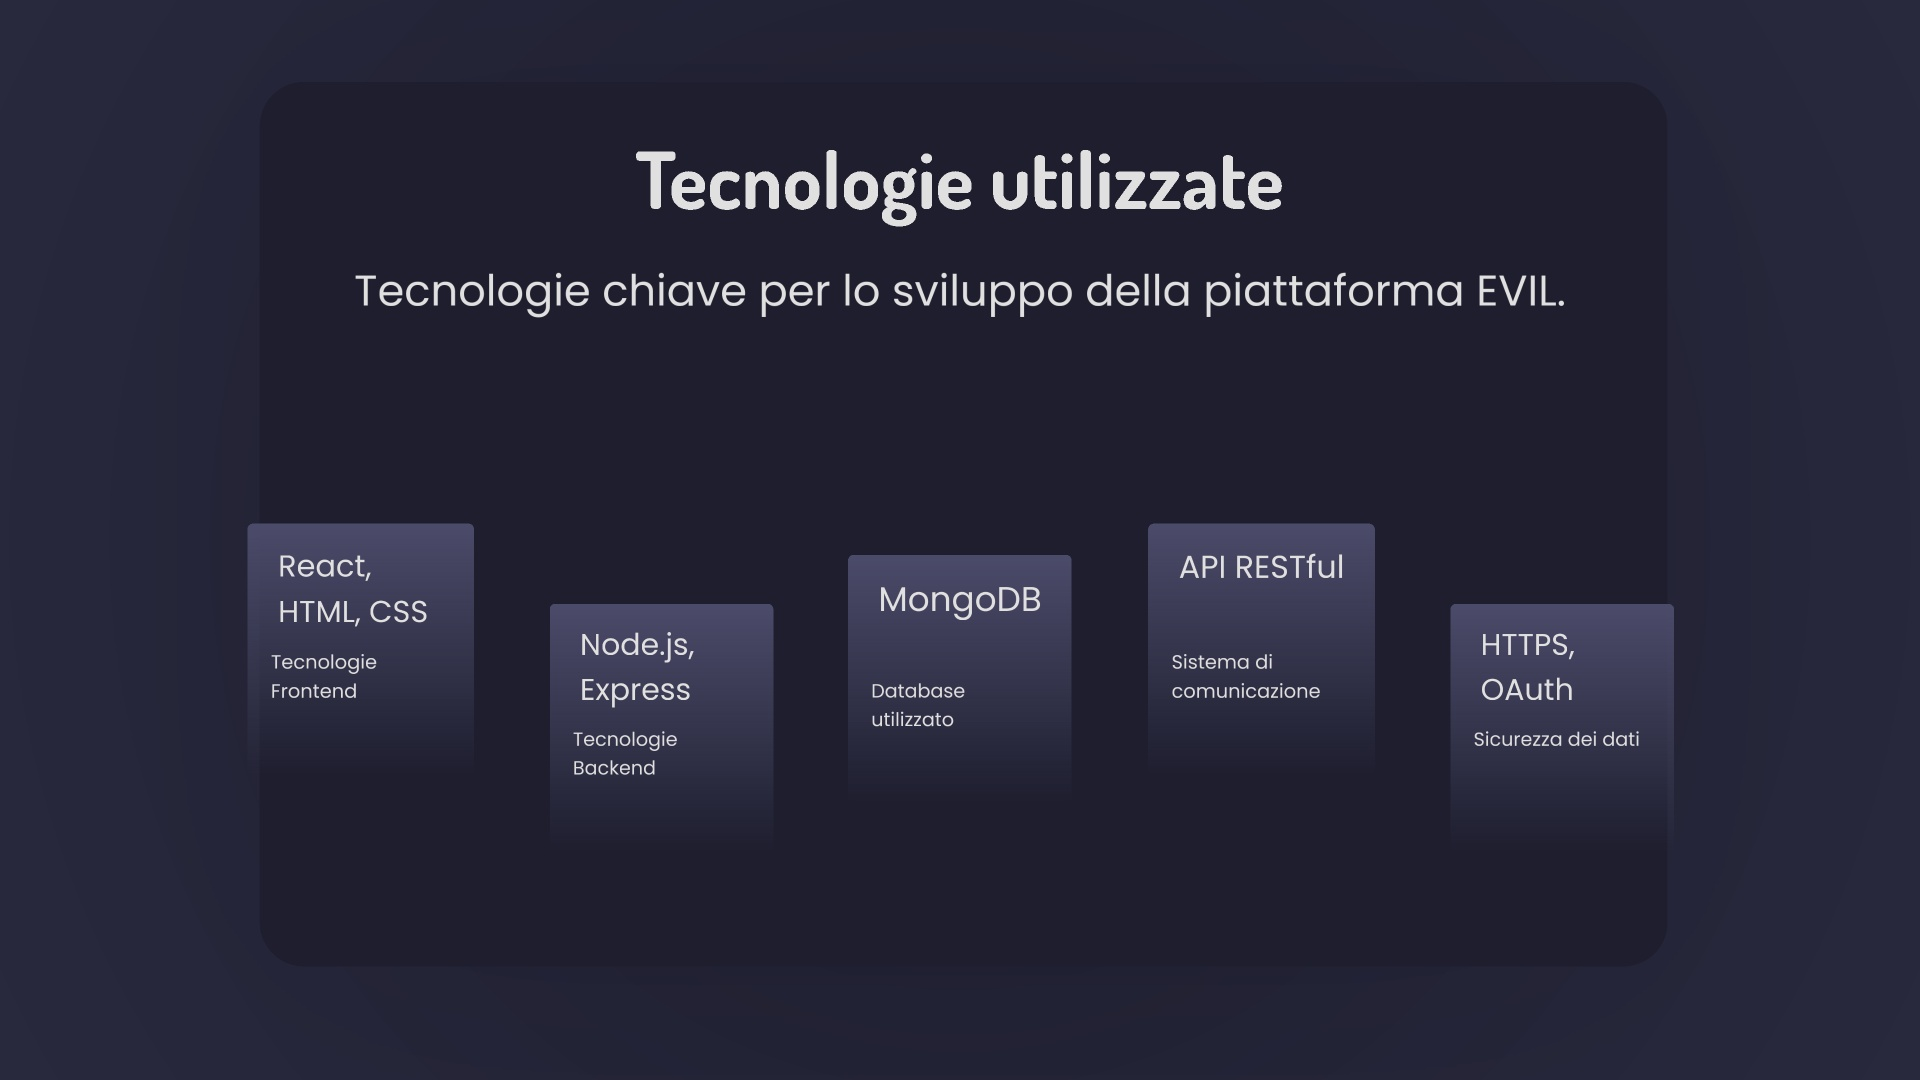 Tecnologie utilizzate
Tecnologie chiave per lo sviluppo della piattaforma EVIL.
React,
HTML, CSS
Tecnologie
Frontend
Node.js,
Express
Tecnologie
Backend
MongoDB
Database
utilizzato
API RESTful
Sistema di
comunicazione
HTTPS,
OAuth
Sicurezza dei dati